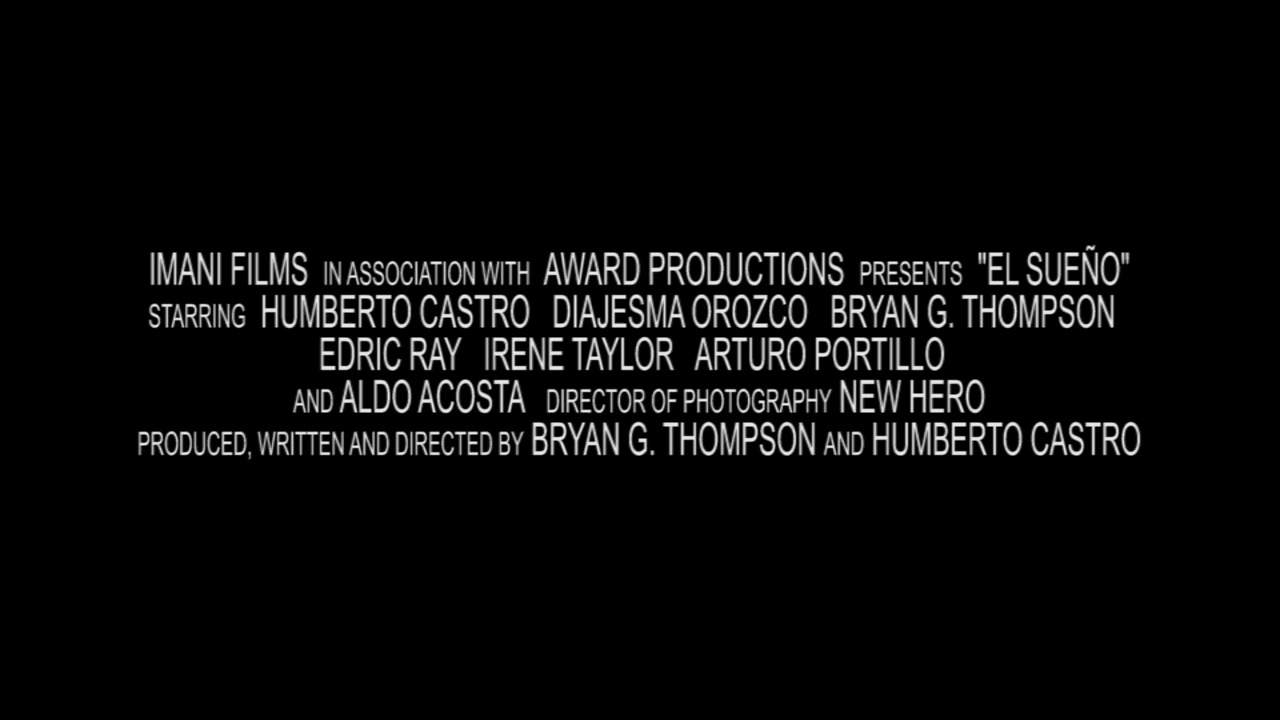 IMANI FILMS IN ASSOCIATION WITH AWARD PRODUCTIONS PRESENTS "EL SUEÑO"
STARRING HUMBERTO CASTRO DIAJESMA OROZCO BRYAN G. THOMPSON
EDRIC RAY IRENE TAYLOR ARTURO PORTILLO
AND ALDO ACOSTA DIRECTOR OF PHOTOGRAPHY NEW HERO
PRODUCED, WRITTEN AND DIRECTED BY BRYAN G. THOMPSON AND HUMBERTO CASTRO